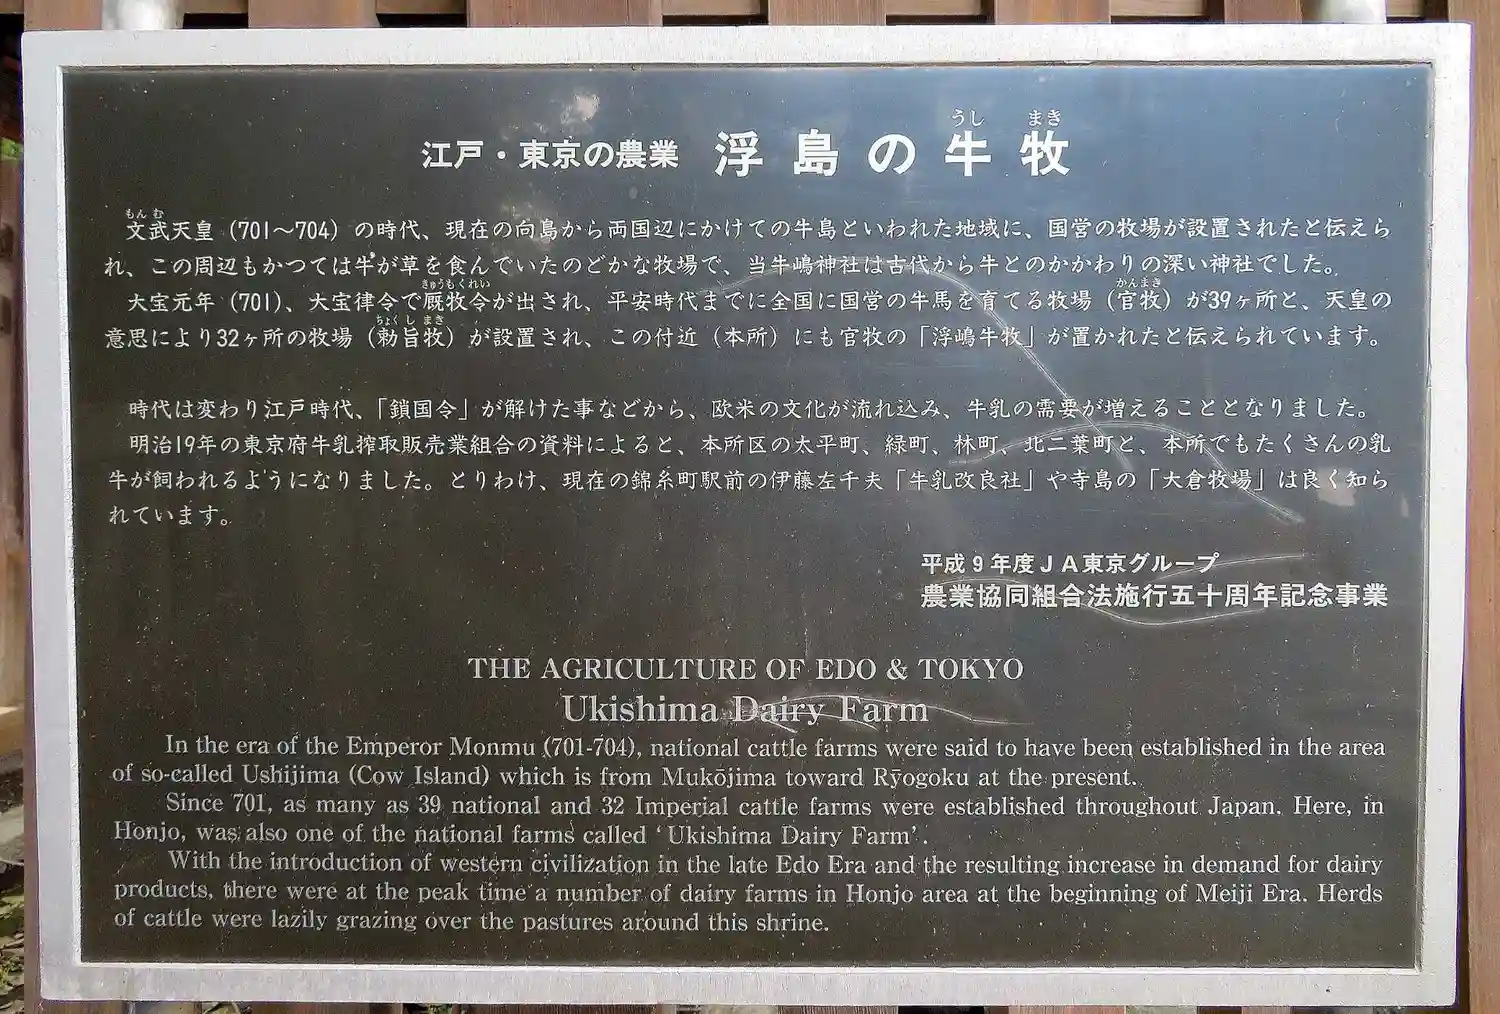 江戸・東京の農業 浮島の牛牧
文武天皇（701～704）の時代、現在の向島から両国辺にかけての牛島といわれた地域に、国営の牧場が設置されたと伝えら
れ、この周辺もかつては牛が草を食んでいたのどかな牧場で、当牛嶋神社は古代から牛とのかかわりの深い神社でした。
大宝元年（701）、大宝律令で厩牧令が出され、平安時代までに全国に国営の牛馬を育てる牧場（官牧）が39ヶ所と、天皇の
意思により32ヶ所の牧場（勅旨牧）が設置され、この付近（本所）にも官牧の「浮嶋牛牧」が置かれたと伝えられています。
時代は変わり江戸時代、「鎖国令」が解けた事などから、欧米の文化が流れ込み、牛乳の需要が増えることとなりました。
明治19年の東京府牛乳搾取販売業組合の資料によると、本所区の太平町、緑町、林町、北二葉町と、本所でもたくさんの乳
牛が飼われるようになりました。とりわけ、現在の錦糸町駅前の伊藤左千夫「牛乳改良社」や寺島の「大倉牧場」は良く知ら
れています。
平成9年度JA東京グループ
農業協同組合法施行五十周年記念事業
THE AGRICULTURE OF EDO & TOKYO
Ukishima Dairy Farm
In the era of the Emperor Monmu (701-704), national cattle farms were said to have been established in the area
of so-called Ushijima (Cow Island) which is from Mukōjima toward Rȳogoku at the present.
Since 701, as many as 39 national and 32 Imperial cattle farms were established throughout Japan. Here, in
Honjo, was also one of the national farms called ‘Ukishima Dairy Farm’.
With the introduction of western civilization in the late Edo Era and the resulting increase in demand for dairy
products, there were at the peak time a number of dairy farms in Honjo area at the beginning of Meiji Era. Herds
of cattle were lazily grazing over the pastures around this shrine.